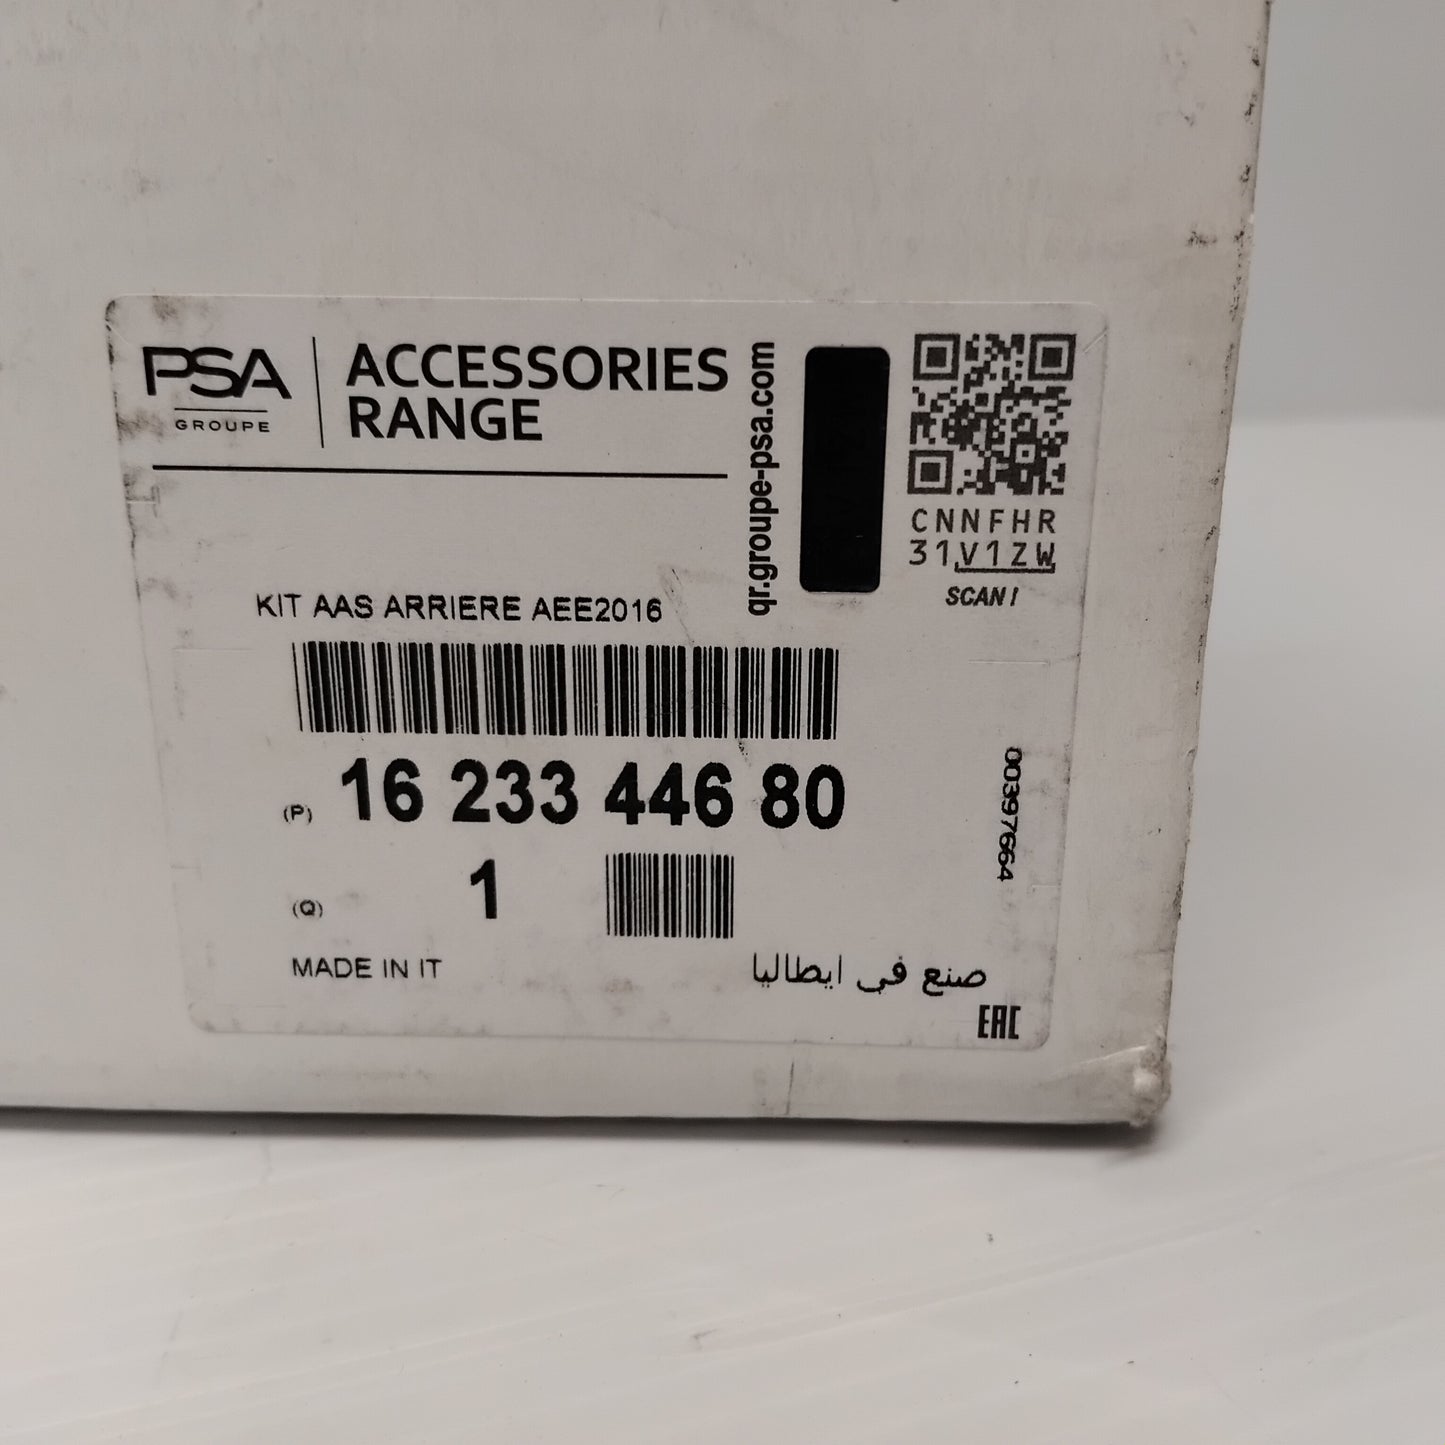 PSA
GROUPE
ACCESSORIES
RANGE
qr.groupe-psa.com
CNNFHR
31V1ZW
SCAN!
KIT AAS ARRIERE AEE2016
(P) 16 233 446 80
(Q) 1
00397664
MADE IN IT
صنع في ايطاليا
EAC